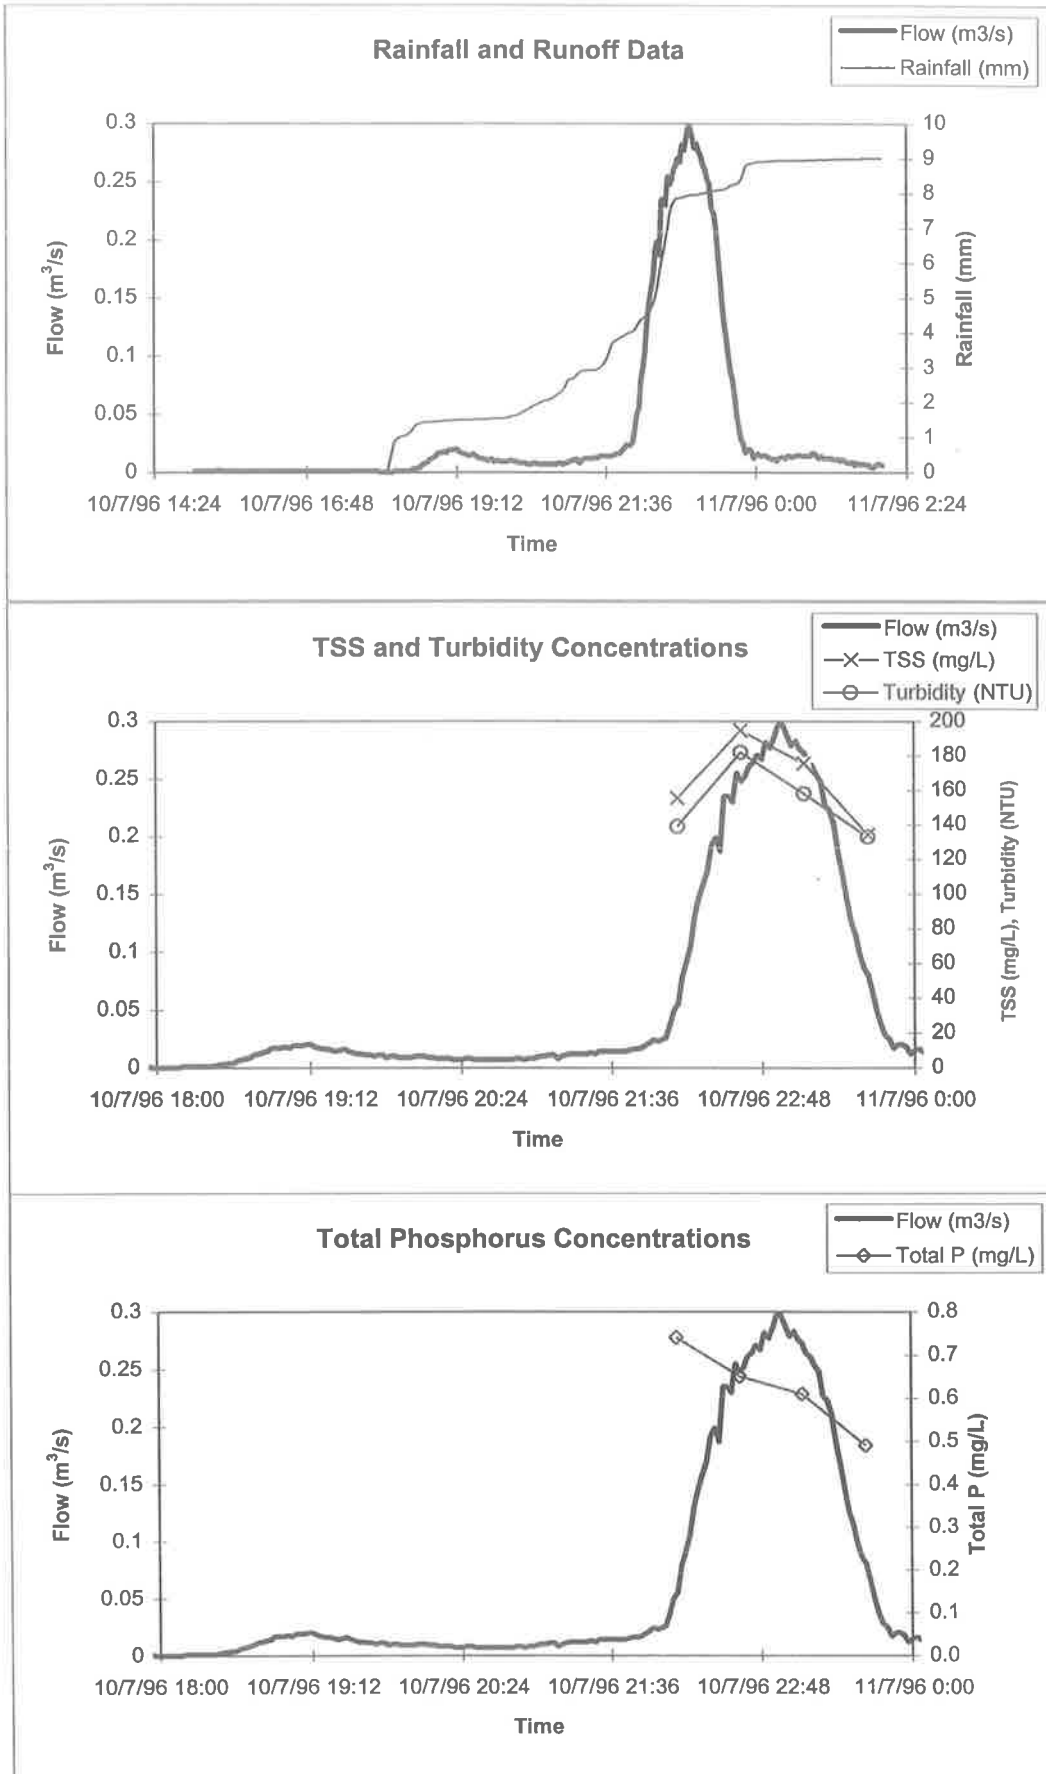 Rainfall and Runoff Data
Flow (m3/s)
Rainfall (mm)
0.3
0.25
0.2
0.15
0.1
0.05
0
Flow (m³/s)
10
9
8
7
6
5
4
3
2
1
0
Rainfall (mm)
10/7/96 14:24 10/7/96 16:48 10/7/96 19:12 10/7/96 21:36 11/7/96 0:00 11/7/96 2:24
Time
TSS and Turbidity Concentrations
Flow (m3/s)
TSS (mg/L)
Turbidity (NTU)
0.3
0.25
0.2
0.15
0.1
0.05
0
Flow (m³/s)
200
180
160
140
120
100
80
60
40
20
0
TSS (mg/L), Turbidity (NTU)
10/7/96 18:00 10/7/96 19:12 10/7/96 20:24 10/7/96 21:36 10/7/96 22:48 11/7/96 0:00
Time
Total Phosphorus Concentrations
Flow (m3/s)
Total P (mg/L)
0.3
0.25
0.2
0.15
0.1
0.05
0
Flow (m³/s)
0.8
0.7
0.6
0.5
0.4
0.3
0.2
0.1
0.0
Total P (mg/L)
10/7/96 18:00 10/7/96 19:12 10/7/96 20:24 10/7/96 21:36 10/7/96 22:48 11/7/96 0:00
Time